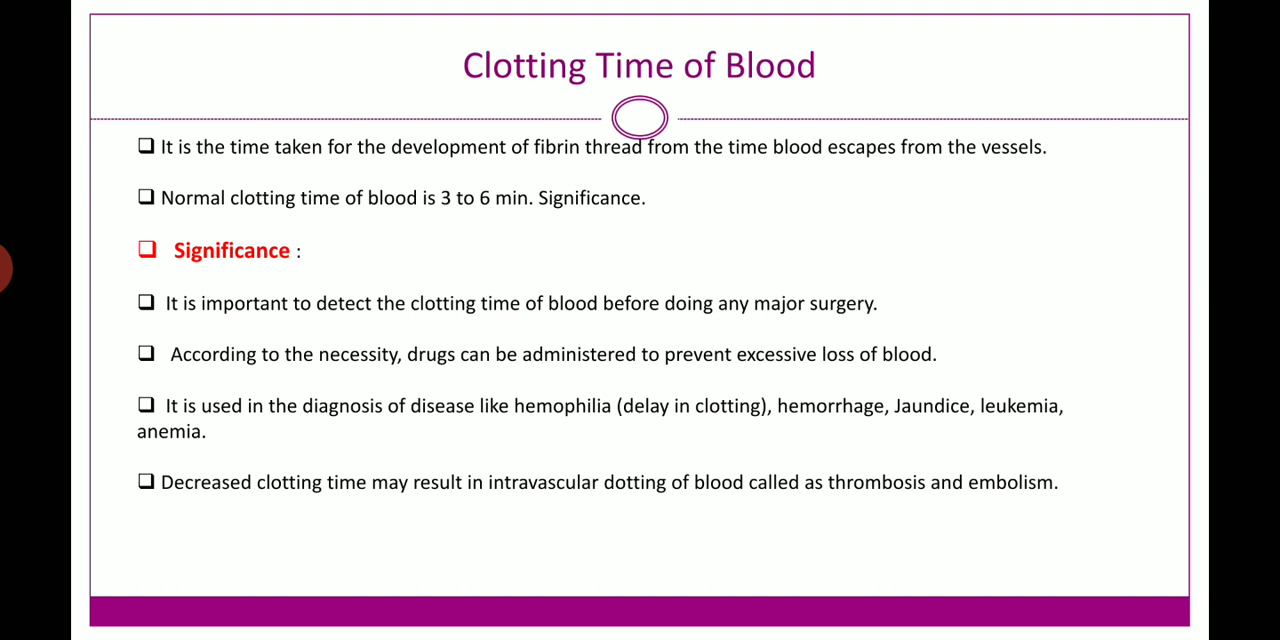 Clotting Time of Blood
❑ It is the time taken for the development of fibrin thread from the time blood escapes from the vessels.
❑ Normal clotting time of blood is 3 to 6 min. Significance.
❑ Significance :
❑ It is important to detect the clotting time of blood before doing any major surgery.
❑ According to the necessity, drugs can be administered to prevent excessive loss of blood.
❑ It is used in the diagnosis of disease like hemophilia (delay in clotting), hemorrhage, Jaundice, leukemia,
anemia.
❑ Decreased clotting time may result in intravascular dotting of blood called as thrombosis and embolism.